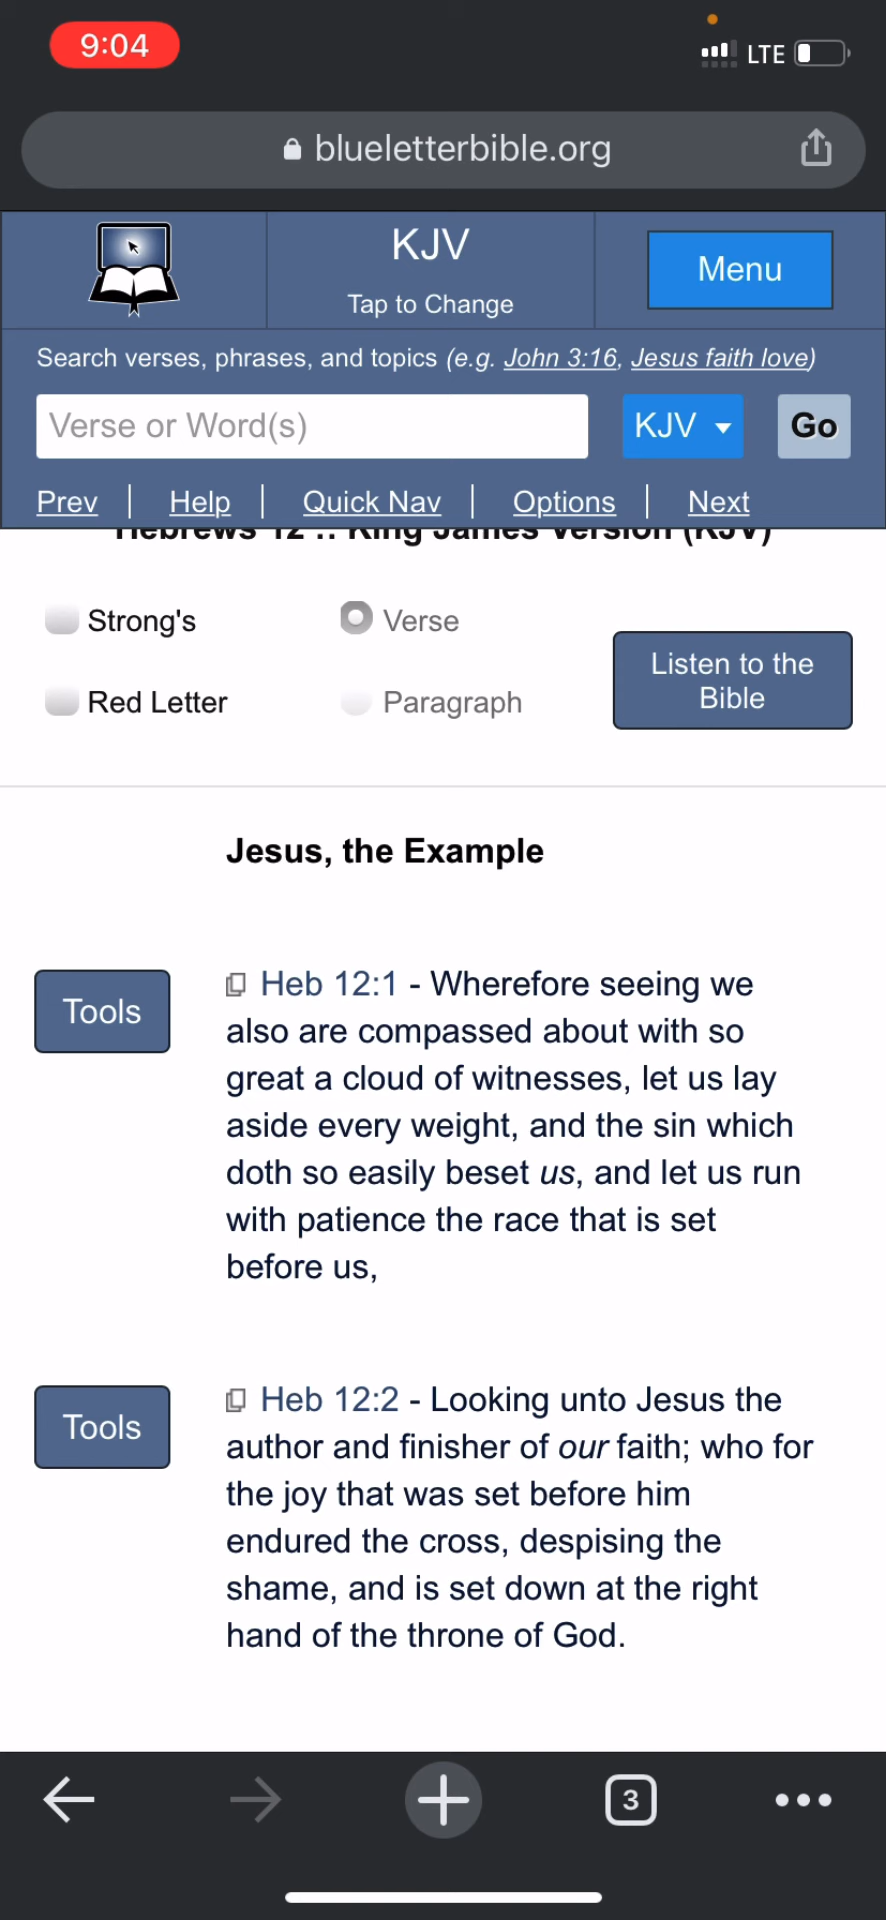 9:04
LTE
blueletterbible.org
KJV
Tap to Change
Menu
Search verses, phrases, and topics (e.g. John 3:16, Jesus faith love)
Verse or Word(s)
KJV
Go
Prev | Help | Quick Nav | Options | Next
Hebrews 12 :: King James Version (KJV)
Strong's
Verse
Red Letter
Paragraph
Listen to the
Bible
Jesus, the Example
Tools
Heb 12:1 - Wherefore seeing we
also are compassed about with so
great a cloud of witnesses, let us lay
aside every weight, and the sin which
doth so easily beset us, and let us run
with patience the race that is set
before us,
Tools
Heb 12:2 - Looking unto Jesus the
author and finisher of our faith; who for
the joy that was set before him
endured the cross, despising the
shame, and is set down at the right
hand of the throne of God.
3